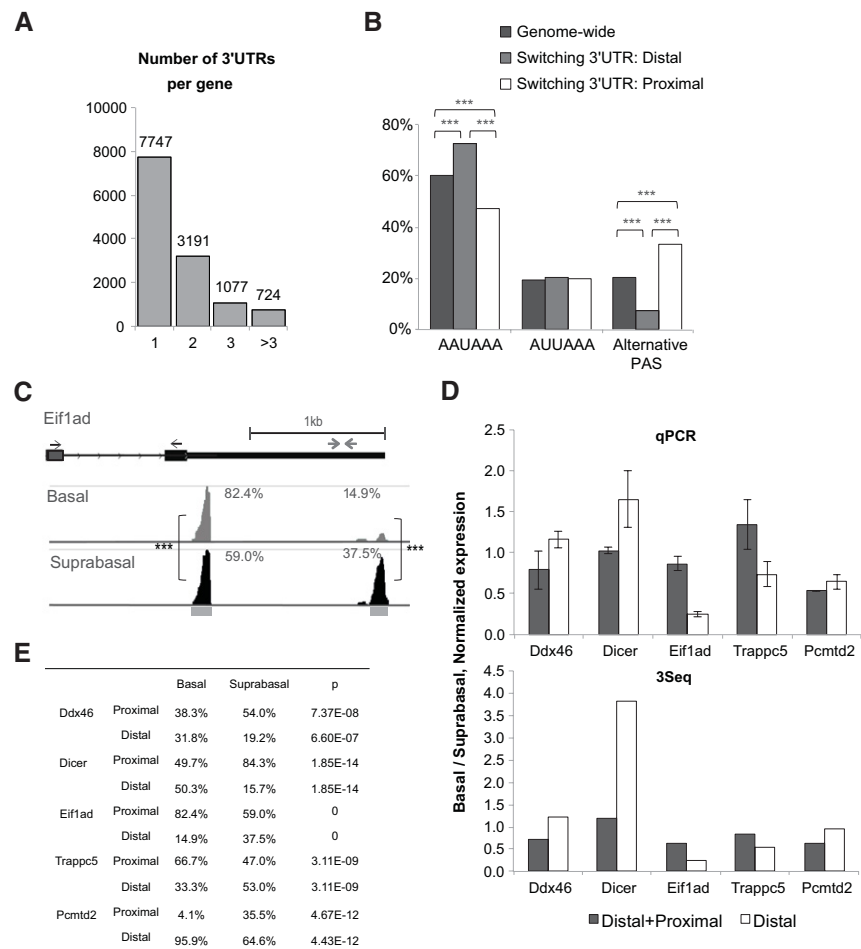 A
Number of 3'UTRs
per gene
10000
8000
6000
4000
2000
0
7747
3191
1077
724
1 2 3 >3
B
Genome-wide
Switching 3'UTR: Distal
Switching 3'UTR: Proximal
80%
60%
40%
20%
0%
***
*** ***
***
*** ***
AAUAAA AUUAAA Alternative
PAS
C
Eif1ad
1kb
Basal
82.4% 14.9%
*** ***
Suprabasal
59.0% 37.5%
D
Basal / Suprabasal, Normalized expression
qPCR
2.5
2.0
1.5
1.0
0.5
0.0
Ddx46 Dicer Eif1ad Trappc5 Pcmtd2
3Seq
4.5
4.0
3.5
3.0
2.5
2.0
1.5
1.0
0.5
0.0
Ddx46 Dicer Eif1ad Trappc5 Pcmtd2
Distal+Proximal Distal
E
Basal Suprabasal p
Ddx46 Proximal 38.3% 54.0% 7.37E-08
Distal 31.8% 19.2% 6.60E-07
Dicer Proximal 49.7% 84.3% 1.85E-14
Distal 50.3% 15.7% 1.85E-14
Eif1ad Proximal 82.4% 59.0% 0
Distal 14.9% 37.5% 0
Trappc5 Proximal 66.7% 47.0% 3.11E-09
Distal 33.3% 53.0% 3.11E-09
Pcmtd2 Proximal 4.1% 35.5% 4.67E-12
Distal 95.9% 64.6% 4.43E-12